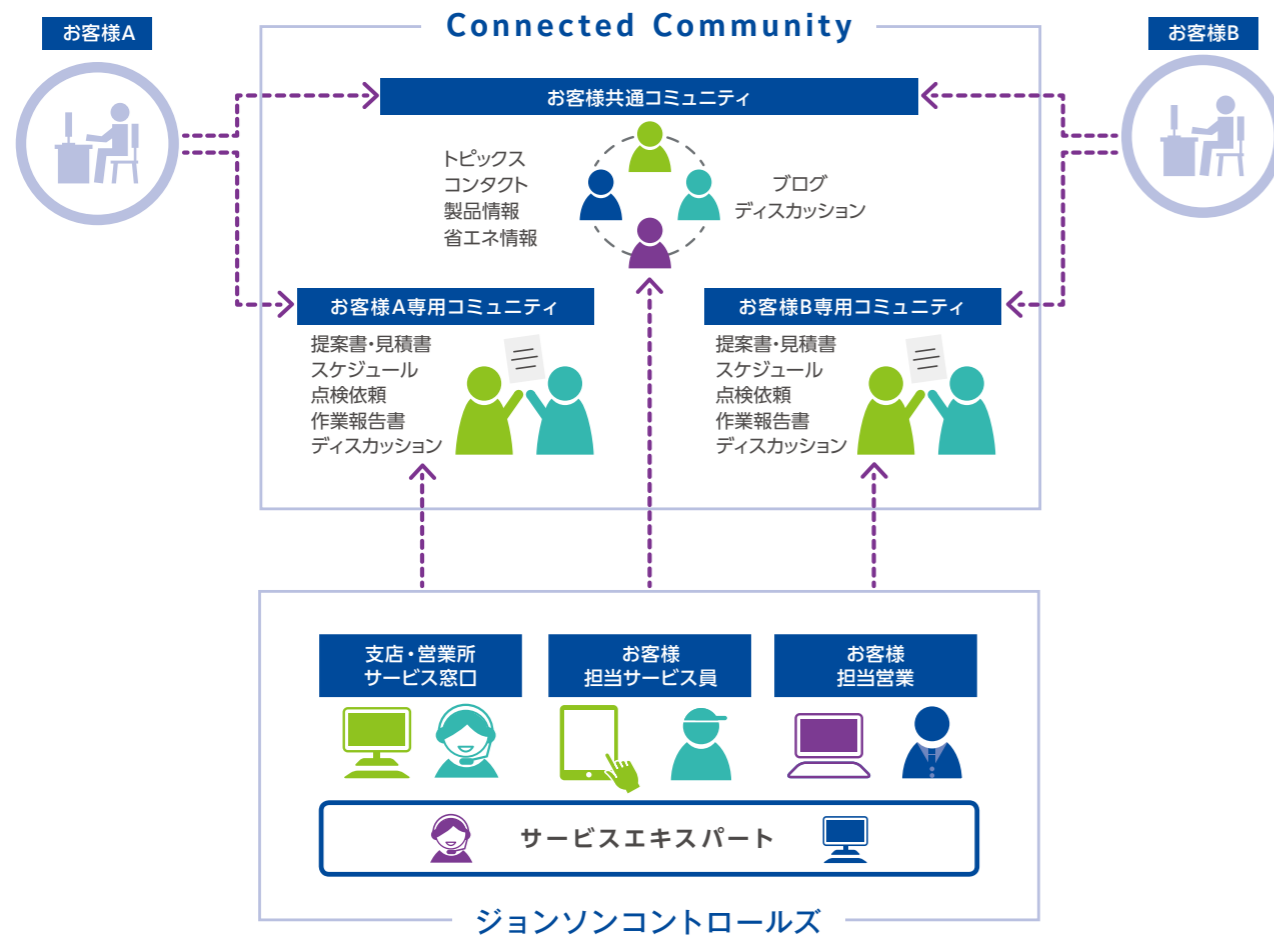 お客様A
Connected Community
お客様B
お客様共通コミュニティ
トピックス
コンタクト
製品情報
省エネ情報
ブログ
ディスカッション
お客様A専用コミュニティ
提案書・見積書
スケジュール
点検依頼
作業報告書
ディスカッション
お客様B専用コミュニティ
提案書・見積書
スケジュール
点検依頼
作業報告書
ディスカッション
支店・営業所
サービス窓口
お客様
担当サービス員
お客様
担当営業
サービスエキスパート
ジョンソンコントロールズ